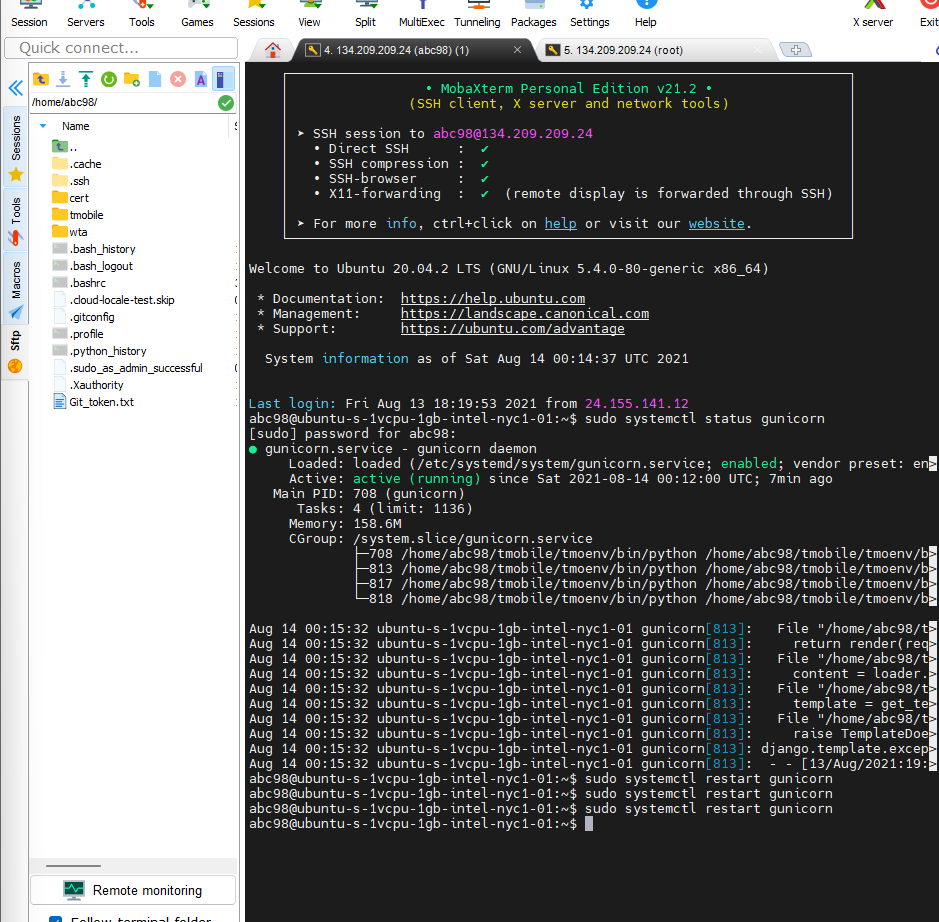 Session Servers Tools Games Sessions View Split MultiExec Tunneling Packages Settings Help X server Exit
Quick connect...
4. 134.209.209.24 (abc98) (1)
5. 134.209.209.24 (root)
/home/abc98/
Name
Sessions
Tools
Macros
Sftp
..
.cache
.ssh
cert
tmobile
wta
.bash_history
.bash_logout
.bashrc
.cloud-locale-test.skip
.gitconfig
.profile
.python_history
.sudo_as_admin_successful
.Xauthority
Git_token.txt
Remote monitoring
Follow terminal folder
• MobaXterm Personal Edition v21.2 •
(SSH client, X server and network tools)
➤ SSH session to abc98@134.209.209.24
• Direct SSH : ✔
• SSH compression : ✔
• SSH-browser : ✔
• X11-forwarding : ✔ (remote display is forwarded through SSH)
➤ For more info, ctrl+click on help or visit our website.
Welcome to Ubuntu 20.04.2 LTS (GNU/Linux 5.4.0-80-generic x86_64)
* Documentation: https://help.ubuntu.com
* Management: https://landscape.canonical.com
* Support: https://ubuntu.com/advantage
System information as of Sat Aug 14 00:14:37 UTC 2021
Last login: Fri Aug 13 18:19:53 2021 from 24.155.141.12
abc98@ubuntu-s-1vcpu-1gb-intel-nyc1-01:~$ sudo systemctl status gunicorn
[sudo] password for abc98:
● gunicorn.service - gunicorn daemon
Loaded: loaded (/etc/systemd/system/gunicorn.service; enabled; vendor preset: en>
Active: active (running) since Sat 2021-08-14 00:12:00 UTC; 7min ago
Main PID: 708 (gunicorn)
Tasks: 4 (limit: 1136)
Memory: 158.6M
CGroup: /system.slice/gunicorn.service
├─708 /home/abc98/tmobile/tmoenv/bin/python /home/abc98/tmobile/tmoenv/b>
├─813 /home/abc98/tmobile/tmoenv/bin/python /home/abc98/tmobile/tmoenv/b>
├─817 /home/abc98/tmobile/tmoenv/bin/python /home/abc98/tmobile/tmoenv/b>
└─818 /home/abc98/tmobile/tmoenv/bin/python /home/abc98/tmobile/tmoenv/b>
Aug 14 00:15:32 ubuntu-s-1vcpu-1gb-intel-nyc1-01 gunicorn[813]: File "/home/abc98/t>
Aug 14 00:15:32 ubuntu-s-1vcpu-1gb-intel-nyc1-01 gunicorn[813]: return render(req>
Aug 14 00:15:32 ubuntu-s-1vcpu-1gb-intel-nyc1-01 gunicorn[813]: File "/home/abc98/t>
Aug 14 00:15:32 ubuntu-s-1vcpu-1gb-intel-nyc1-01 gunicorn[813]: content = loader.>
Aug 14 00:15:32 ubuntu-s-1vcpu-1gb-intel-nyc1-01 gunicorn[813]: File "/home/abc98/t>
Aug 14 00:15:32 ubuntu-s-1vcpu-1gb-intel-nyc1-01 gunicorn[813]: template = get_te>
Aug 14 00:15:32 ubuntu-s-1vcpu-1gb-intel-nyc1-01 gunicorn[813]: File "/home/abc98/t>
Aug 14 00:15:32 ubuntu-s-1vcpu-1gb-intel-nyc1-01 gunicorn[813]: raise TemplateDoe>
Aug 14 00:15:32 ubuntu-s-1vcpu-1gb-intel-nyc1-01 gunicorn[813]: django.template.excep>
Aug 14 00:15:32 ubuntu-s-1vcpu-1gb-intel-nyc1-01 gunicorn[813]: - - [13/Aug/2021:19:>
abc98@ubuntu-s-1vcpu-1gb-intel-nyc1-01:~$ sudo systemctl restart gunicorn
abc98@ubuntu-s-1vcpu-1gb-intel-nyc1-01:~$ sudo systemctl restart gunicorn
abc98@ubuntu-s-1vcpu-1gb-intel-nyc1-01:~$ sudo systemctl restart gunicorn
abc98@ubuntu-s-1vcpu-1gb-intel-nyc1-01:~$